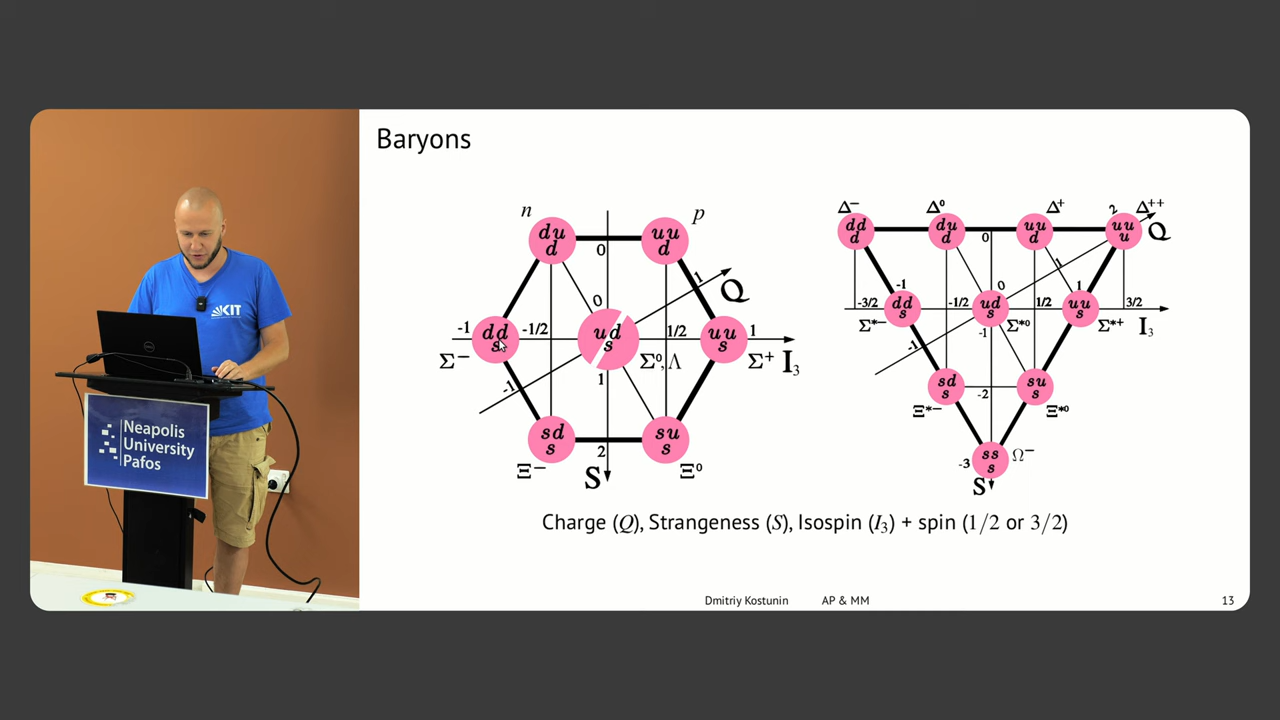 Baryons
n
p
du
d
uu
d
0
0
1
Q
-1
dd
s
-1/2
ud
s
1/2
uu
s
1
Σ⁻
Σ⁰,Λ
Σ⁺
I₃
-1
1
sd
s
su
s
2
Ξ⁻
S
Ξ⁰
Δ⁻
Δ⁰
Δ⁺
2
Δ⁺⁺
dd
d
du
d
uu
d
uu
u
Q
0
1
-1
0
1
-3/2
dd
s
-1/2
ud
s
1/2
uu
s
3/2
Σ*⁻
Σ*⁰
Σ*⁺
I₃
-1
-1
sd
s
su
s
-2
Ξ*⁻
Ξ*⁰
ss
s
Ω⁻
-3
S
Charge (Q), Strangeness (S), Isospin (I₃) + spin (1/2 or 3/2)
Dmitriy Kostunin
AP & MM
13
KIT
DELL
Neapolis
University
Pafos